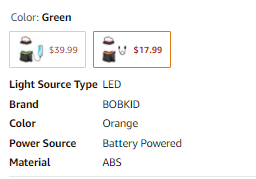 Color: Green
$39.99 $17.99
Light Source Type LED
Brand BOBKID
Color Orange
Power Source Battery Powered
Material ABS